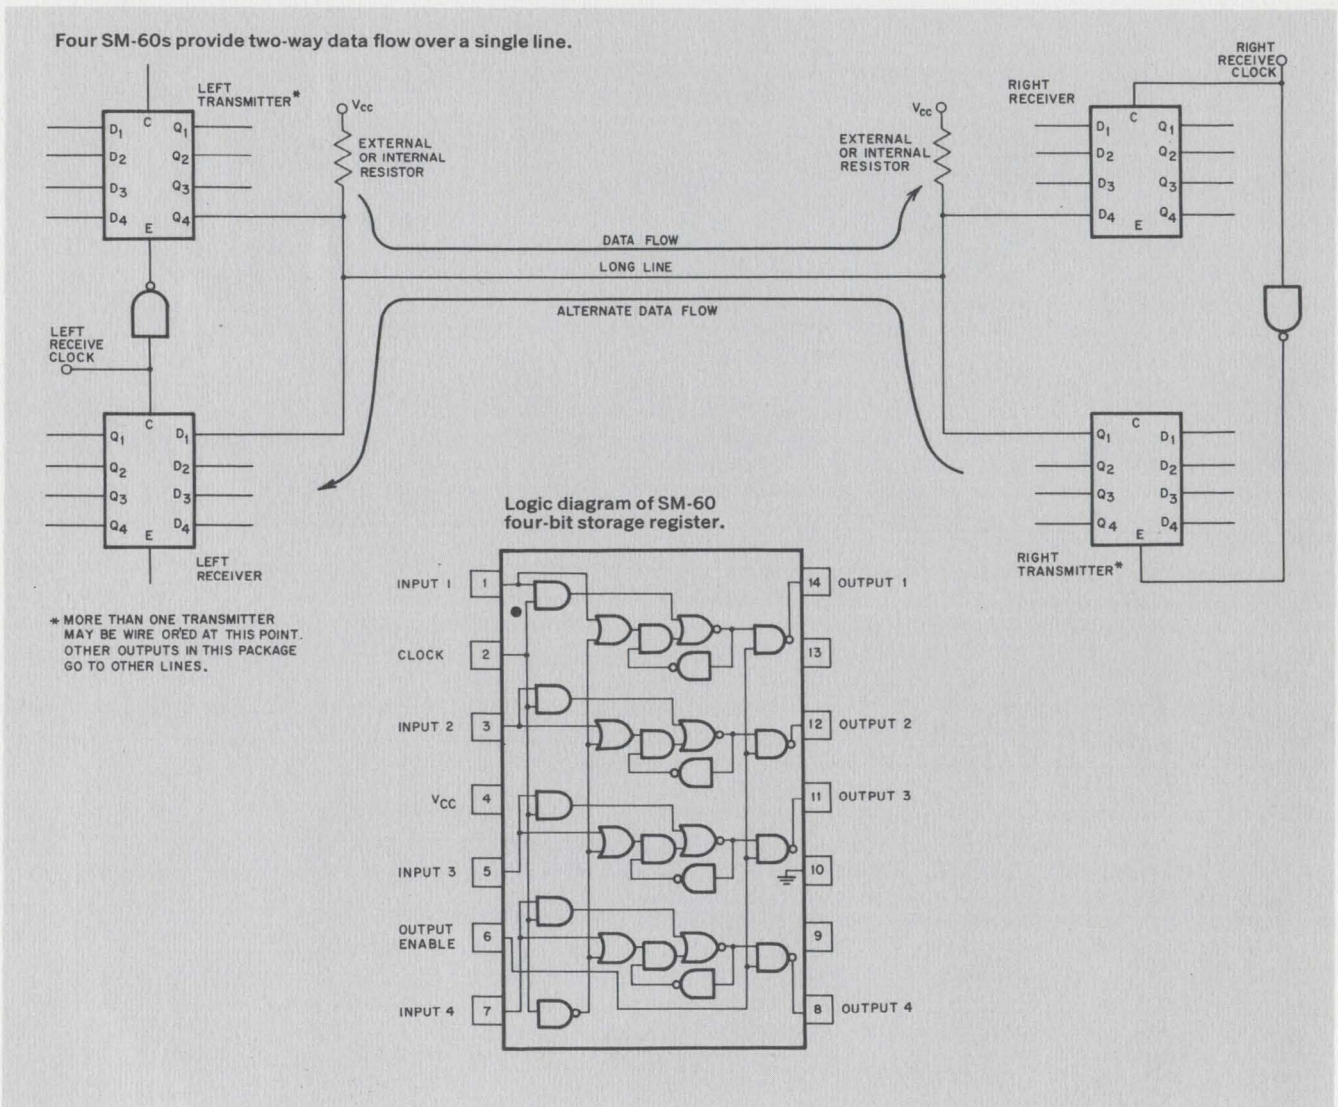 Four SM-60s provide two-way data flow over a single line.
LEFT
TRANSMITTER*
C
D1 Q1
D2 Q2
D3 Q3
D4 Q4
E
VCC
EXTERNAL
OR INTERNAL
RESISTOR
VCC
EXTERNAL
OR INTERNAL
RESISTOR
RIGHT
RECEIVER
C
D1 Q1
D2 Q2
D3 Q3
D4 Q4
E
RIGHT
RECEIVE
CLOCK
DATA FLOW
LONG LINE
ALTERNATE DATA FLOW
LEFT
RECEIVE
CLOCK
C
Q1 D1
Q2 D2
Q3 D3
Q4 D4
E
LEFT
RECEIVER
C
Q1 D1
Q2 D2
Q3 D3
Q4 D4
E
RIGHT
TRANSMITTER*
* MORE THAN ONE TRANSMITTER
MAY BE WIRE OR'ED AT THIS POINT.
OTHER OUTPUTS IN THIS PACKAGE
GO TO OTHER LINES.
Logic diagram of SM-60
four-bit storage register.
INPUT 1 1
CLOCK 2
INPUT 2 3
VCC 4
INPUT 3 5
OUTPUT
ENABLE 6
INPUT 4 7
14 OUTPUT 1
13
12 OUTPUT 2
11 OUTPUT 3
10
9
8 OUTPUT 4